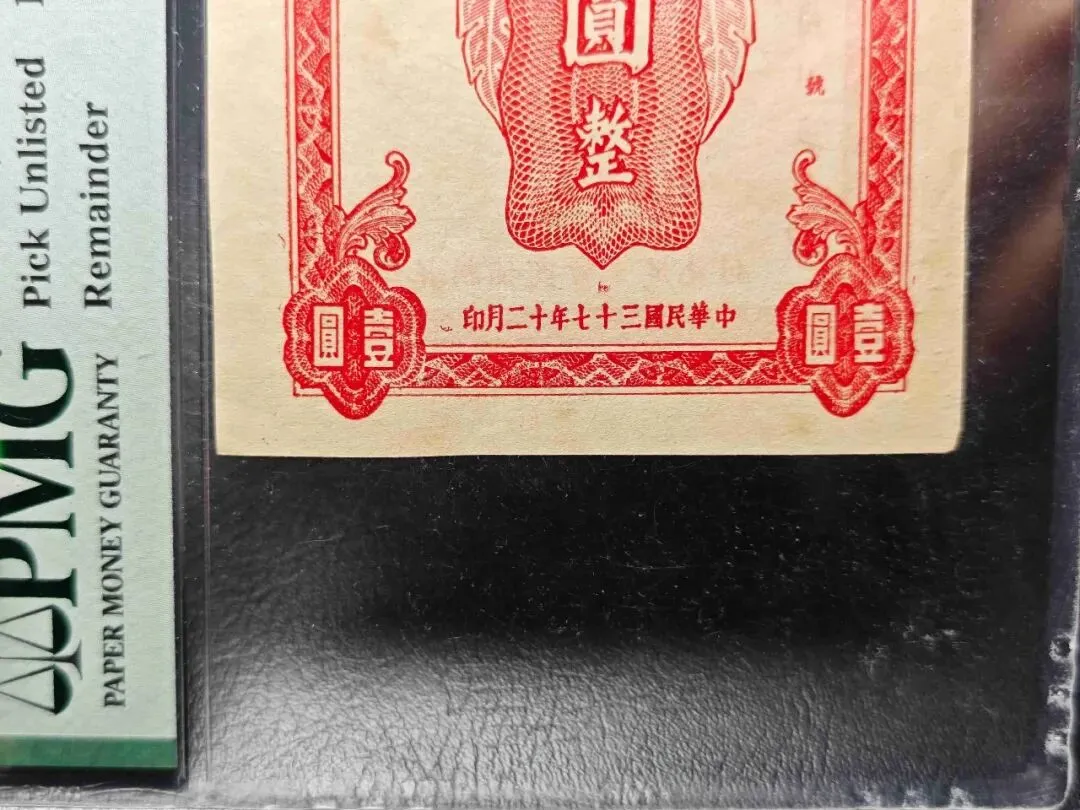 Pick Unlisted
Remainder
PMG
PAPER MONEY GUARANTY
圓整
號
中華民國三十七年十二月印
壹圓
壹圓